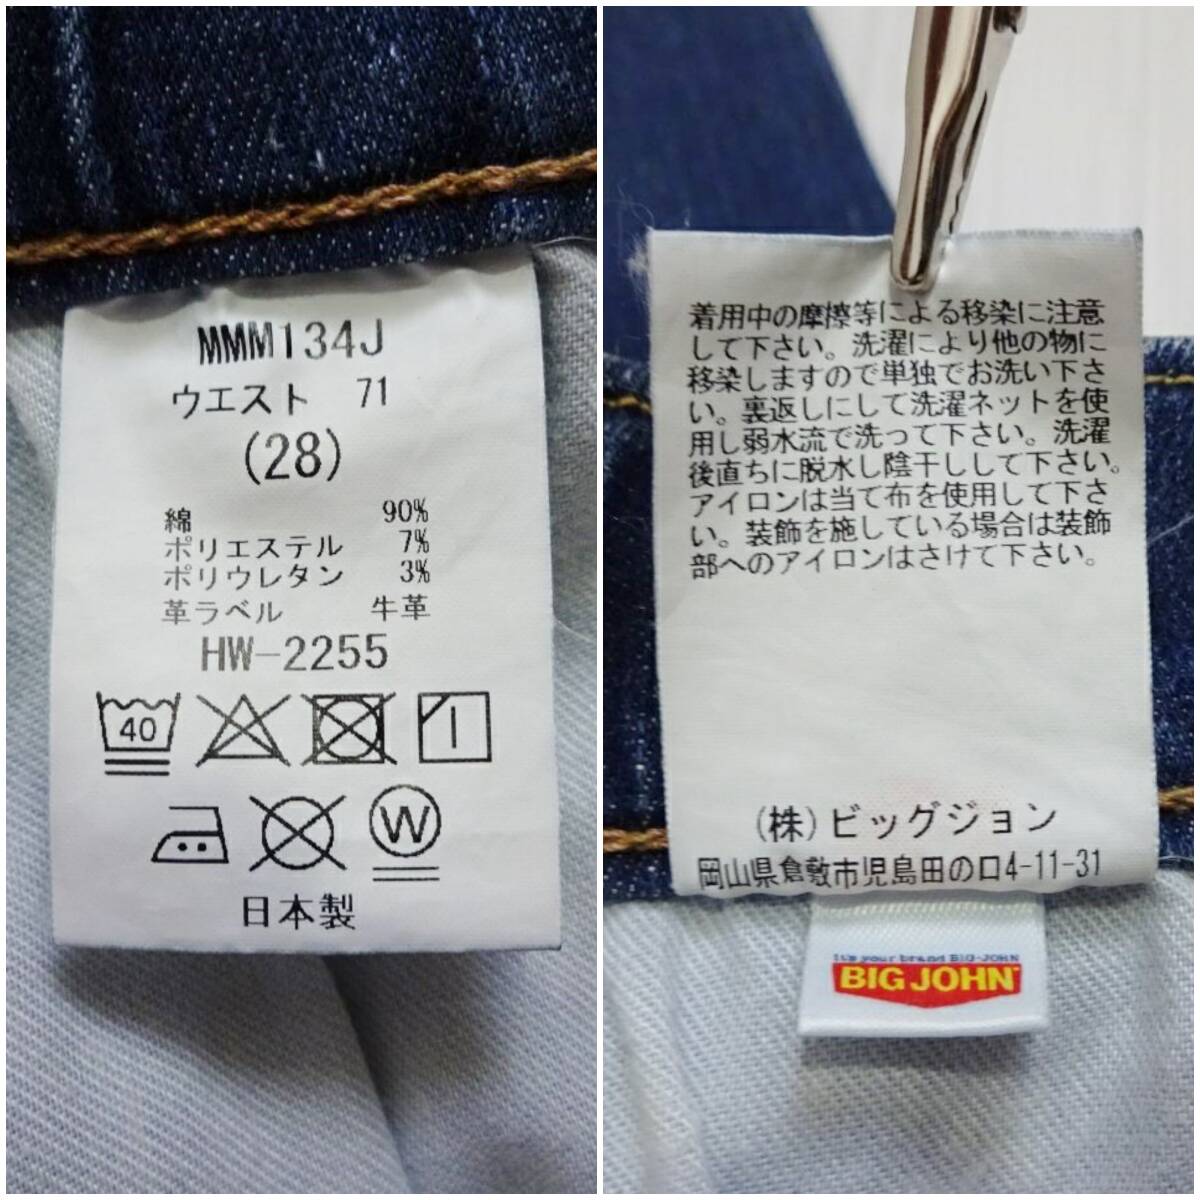 MMM134J
ウエスト 71
(28)
綿 90%
ポリエステル 7%
ポリウレタン 3%
革ラベル 牛革
HW-2255
40
W
日本製
着用中の摩擦等による移染に注意
して下さい。洗濯により他の物に
移染しますので単独でお洗い下さ
い。裏返しにして洗濯ネットを使
用し弱水流で洗って下さい。洗濯
後直ちに脱水し陰干しして下さい。
アイロンは当て布を使用して下さ
い。装飾を施している場合は装飾
部へのアイロンはさけて下さい。
(株)ビッグジョン
岡山県倉敷市児島田の口4-11-31
It's your brand BIG-JOHN
BIG JOHN